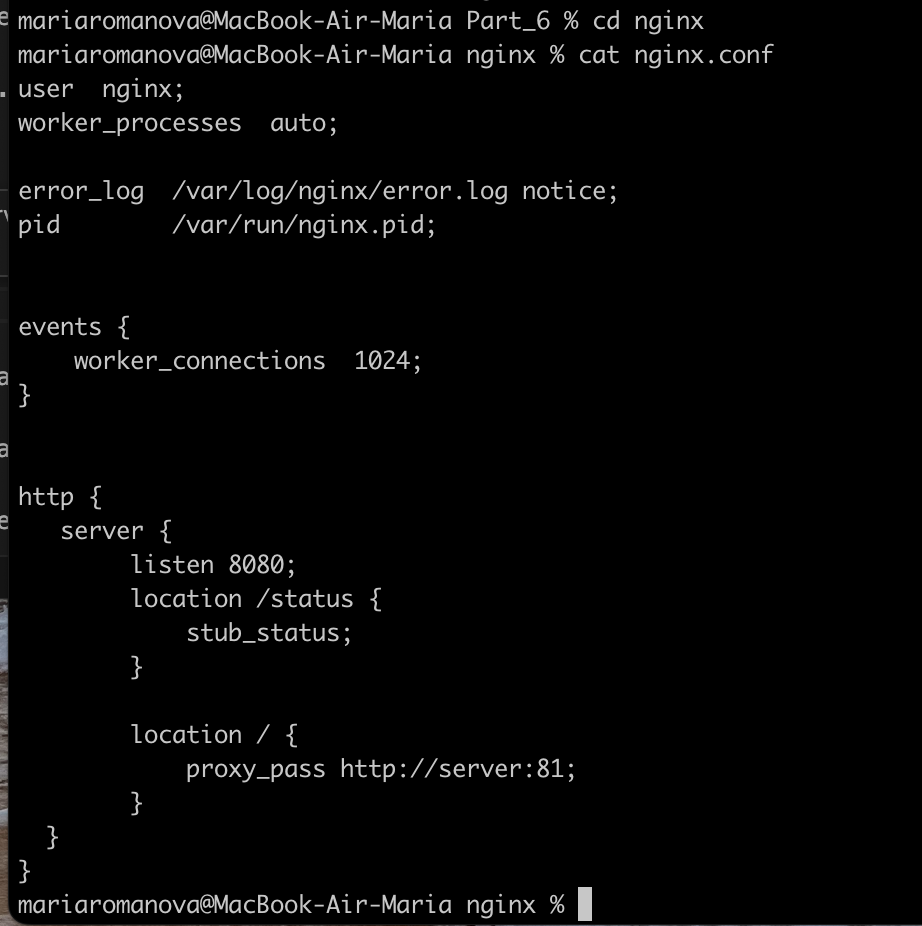 mariaromanova@MacBook-Air-Maria Part_6 % cd nginx
mariaromanova@MacBook-Air-Maria nginx % cat nginx.conf
user  nginx;
worker_processes  auto;

error_log  /var/log/nginx/error.log notice;
pid        /var/run/nginx.pid;


events {
    worker_connections  1024;
}


http {
   server {
        listen 8080;
        location /status {
            stub_status;
        }

        location / {
            proxy_pass http://server:81;
        }
  }
}
mariaromanova@MacBook-Air-Maria nginx %